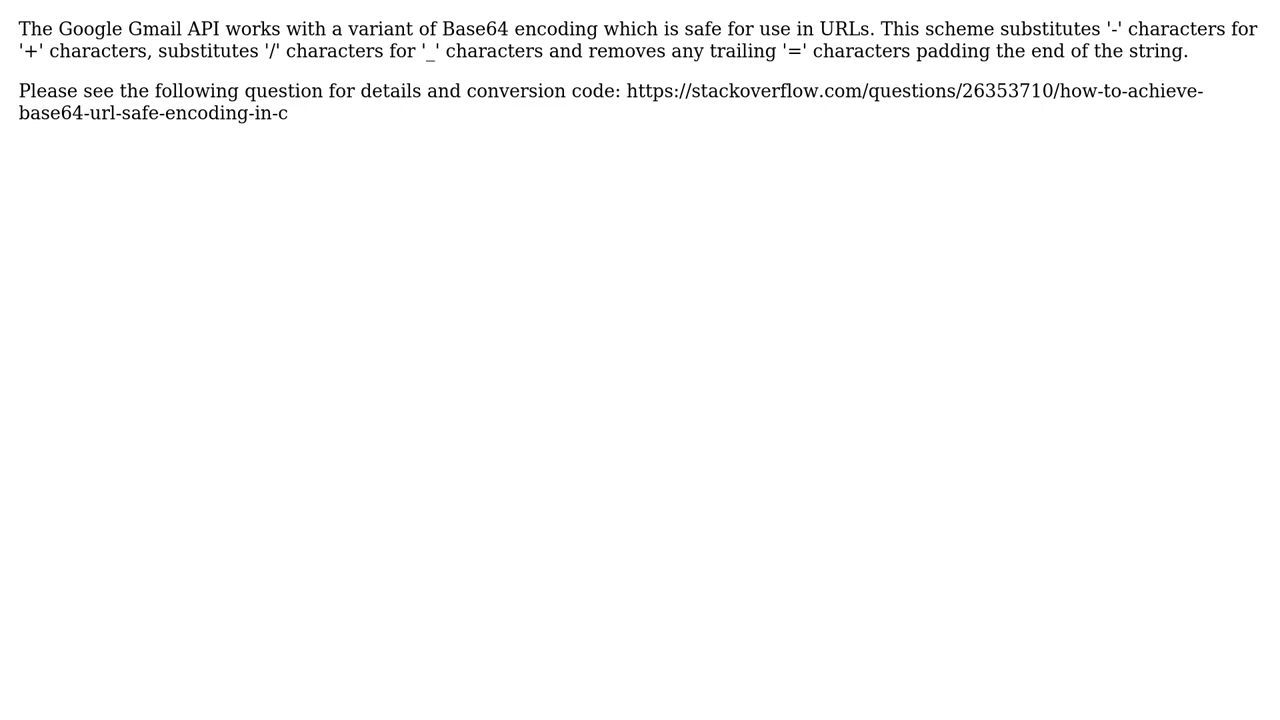 The Google Gmail API works with a variant of Base64 encoding which is safe for use in URLs. This scheme substitutes '-' characters for
'+' characters, substitutes '/' characters for '_' characters and removes any trailing '=' characters padding the end of the string.
Please see the following question for details and conversion code: https://stackoverflow.com/questions/26353710/how-to-achieve-
base64-url-safe-encoding-in-c